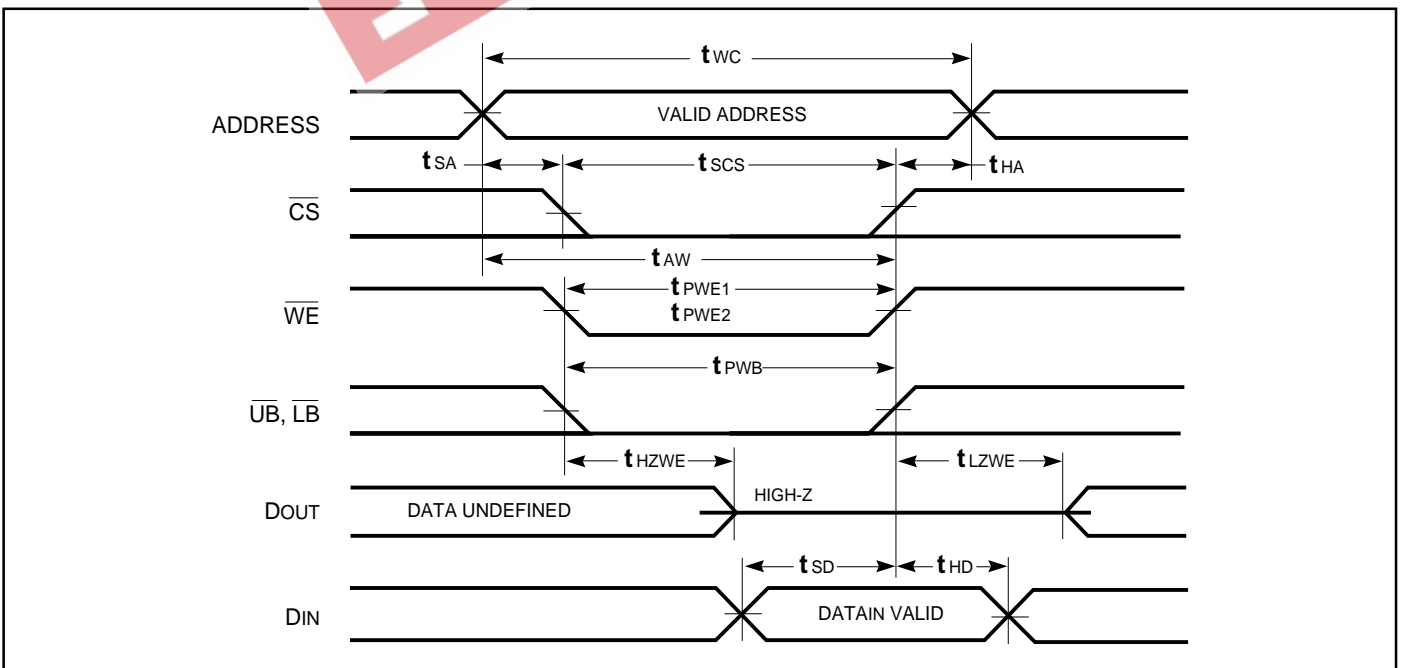 tWC
ADDRESS
VALID ADDRESS
tSA
tSCS
tHA
CS
tAW
WE
tPWE1
tPWE2
tPWB
UB, LB
tHZWE
tLZWE
DOUT
DATA UNDEFINED
HIGH-Z
tSD
tHD
DIN
DATAIN VALID